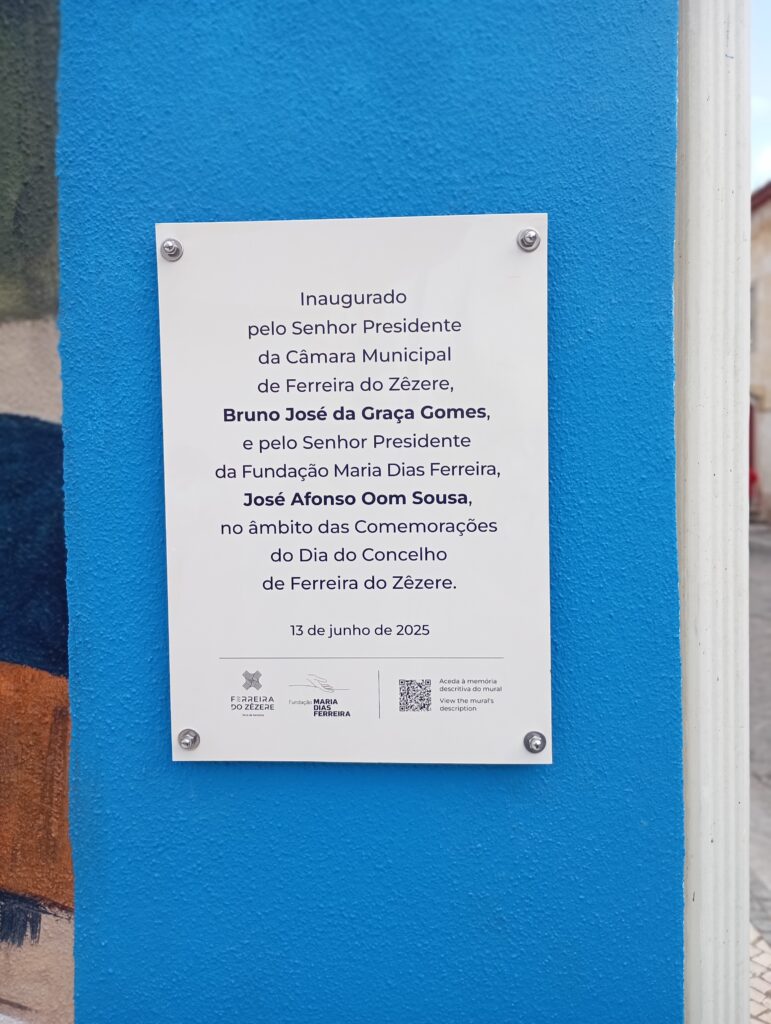 Inaugurado
pelo Senhor Presidente
da Câmara Municipal
de Ferreira do Zêzere,
Bruno José da Graça Gomes,
e pelo Senhor Presidente
da Fundação Maria Dias Ferreira,
José Afonso Oom Sousa,
no âmbito das Comemorações
do Dia do Concelho
de Ferreira do Zêzere.
13 de junho de 2025
FERREIRA
DO ZÊZERE
Fundação MARIA
DIAS
FERREIRA
Aceda à memória
descritiva do mural
View the mural's
description